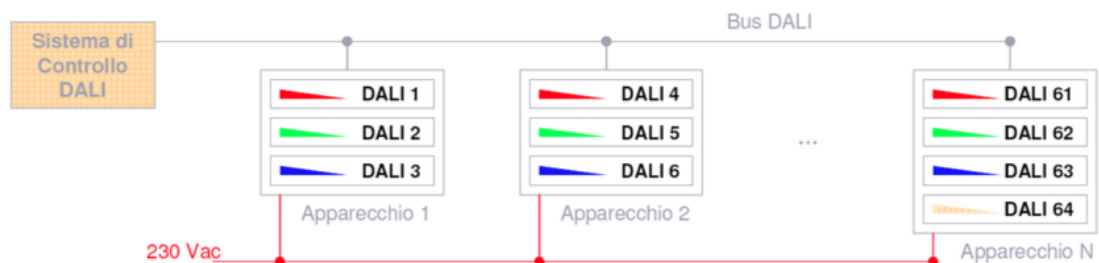 Bus DALI
Sistema di
Controllo
DALI
DALI 1
DALI 2
DALI 3
Apparecchio 1
DALI 4
DALI 5
DALI 6
Apparecchio 2
...
DALI 61
DALI 62
DALI 63
DALI 64
Apparecchio N
230 Vac